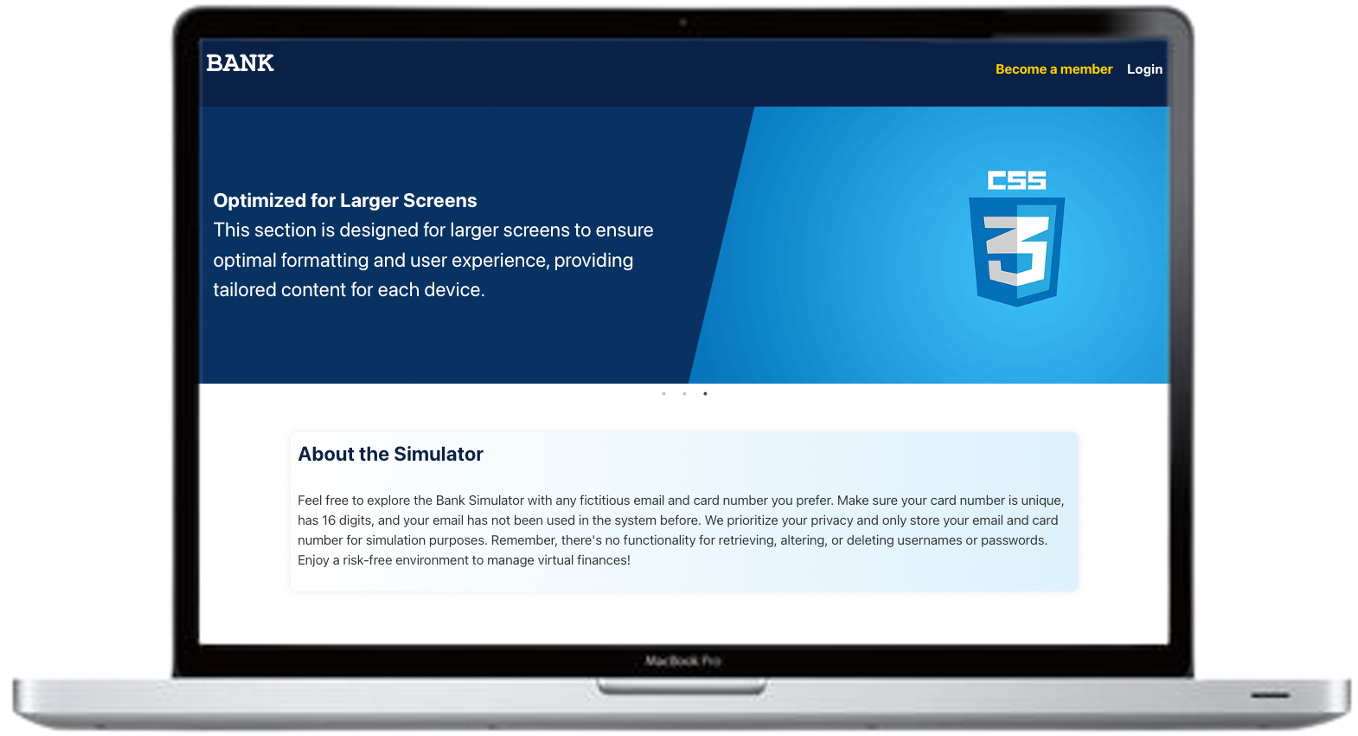 BANK
Become a member Login
CSS
3
Optimized for Larger Screens
This section is designed for larger screens to ensure
optimal formatting and user experience, providing
tailored content for each device.
About the Simulator
Feel free to explore the Bank Simulator with any fictitious email and card number you prefer. Make sure your card number is unique,
has 16 digits, and your email has not been used in the system before. We prioritize your privacy and only store your email and card
number for simulation purposes. Remember, there's no functionality for retrieving, altering, or deleting usernames or passwords.
Enjoy a risk-free environment to manage virtual finances!
MacBook Pro